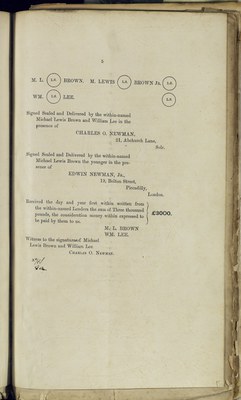 8
M. L. L.S. BROWN. M. LEWIS L.S. BROWN JR. L.S.
WM. L.S. LEE. L.S.
Signed Sealed and Delivered by the within-named
Michael Lewis Brown and William Lee in the
presence of
CHARLES O. NEWMAN,
21, Abchurch Lane,
Solr.
Signed Sealed and Delivered by the within-named
Michael Lewis Brown the younger in the pre-
sence of
EDWIN NEWMAN, JR.,
Bolton Street,
Piccadilly,
London.
Received the day and year first within written from
the within-named London the sum of Three thousand
pounds, the consideration money within expressed to
be paid by them to us.
£3000.
M. L. BROWN
WM. LEE.
Witness to the signatures of Michael
Lewis Brown and William Lee
CHARLES O. NEWMAN.